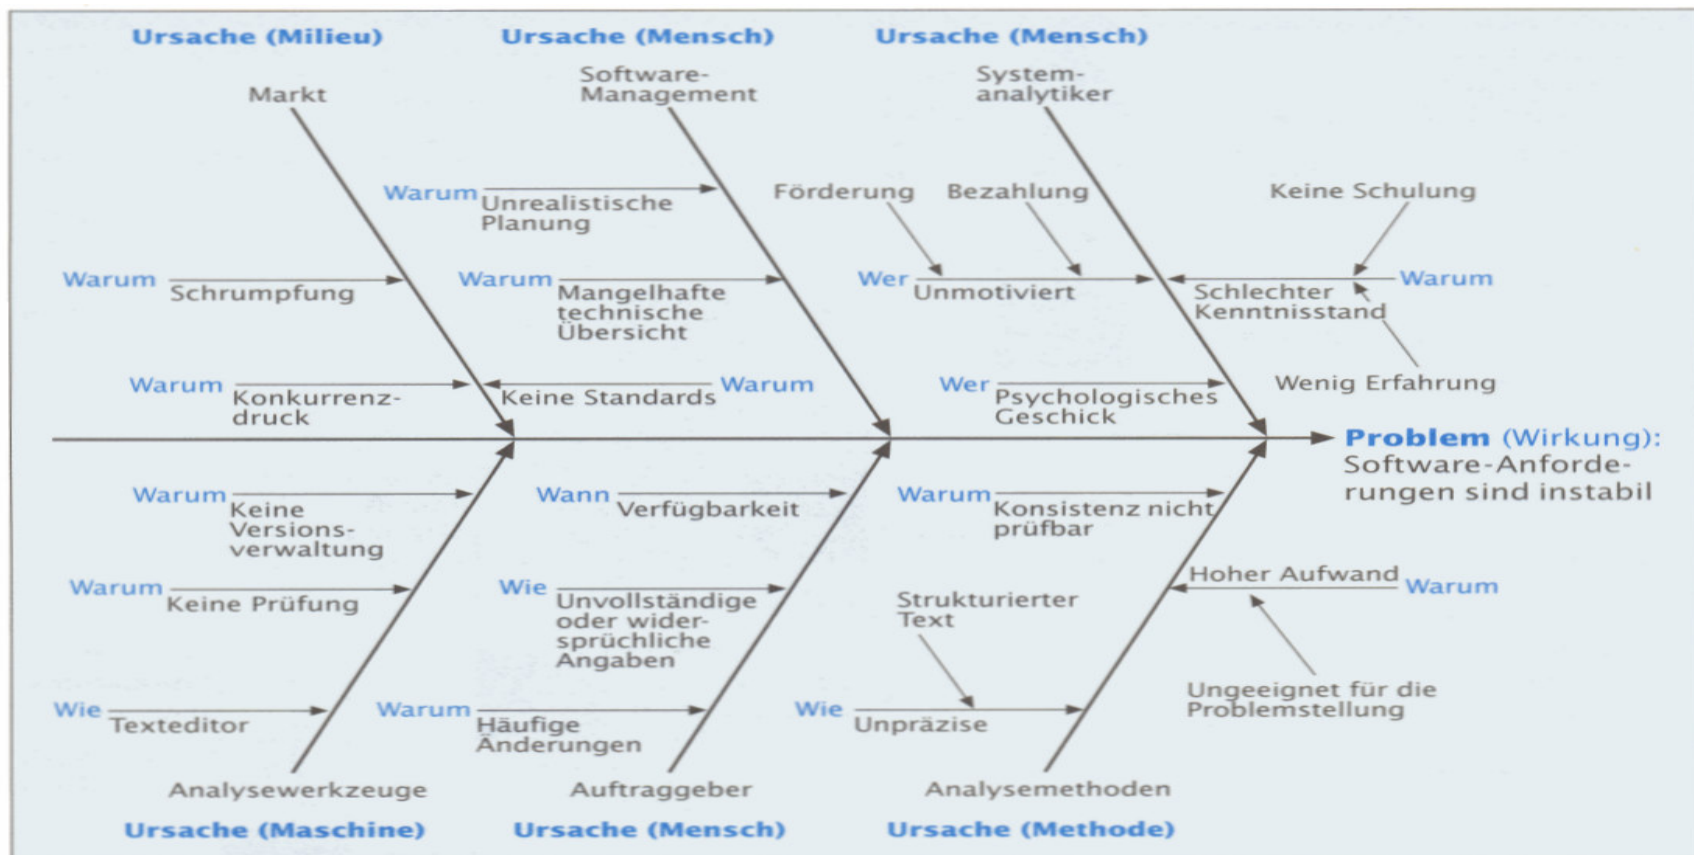 Ursache (Milieu)
Ursache (Mensch)
Ursache (Mensch)
Markt
Software-
Management
System-
analytiker
Warum
Unrealistische
Planung
Förderung
Bezahlung
Keine Schulung
Warum
Schrumpfung
Warum
Mangelhafte
technische
Übersicht
Wer
Unmotiviert
Schlechter
Kenntnisstand
Warum
Warum
Konkurrenz-
druck
Keine Standards
Warum
Wer
Psychologisches
Geschick
Wenig Erfahrung
Problem (Wirkung):
Software-Anforde-
rungen sind instabil
Warum
Keine
Versions-
verwaltung
Wann
Verfügbarkeit
Warum
Konsistenz nicht
prüfbar
Warum
Keine Prüfung
Wie
Unvollständige
oder wider-
sprüchliche
Angaben
Strukturierter
Text
Hoher Aufwand
Warum
Wie
Texteditor
Warum
Häufige
Änderungen
Wie
Unpräzise
Ungeeignet für die
Problemstellung
Analysewerkzeuge
Auftraggeber
Analysemethoden
Ursache (Maschine)
Ursache (Mensch)
Ursache (Methode)